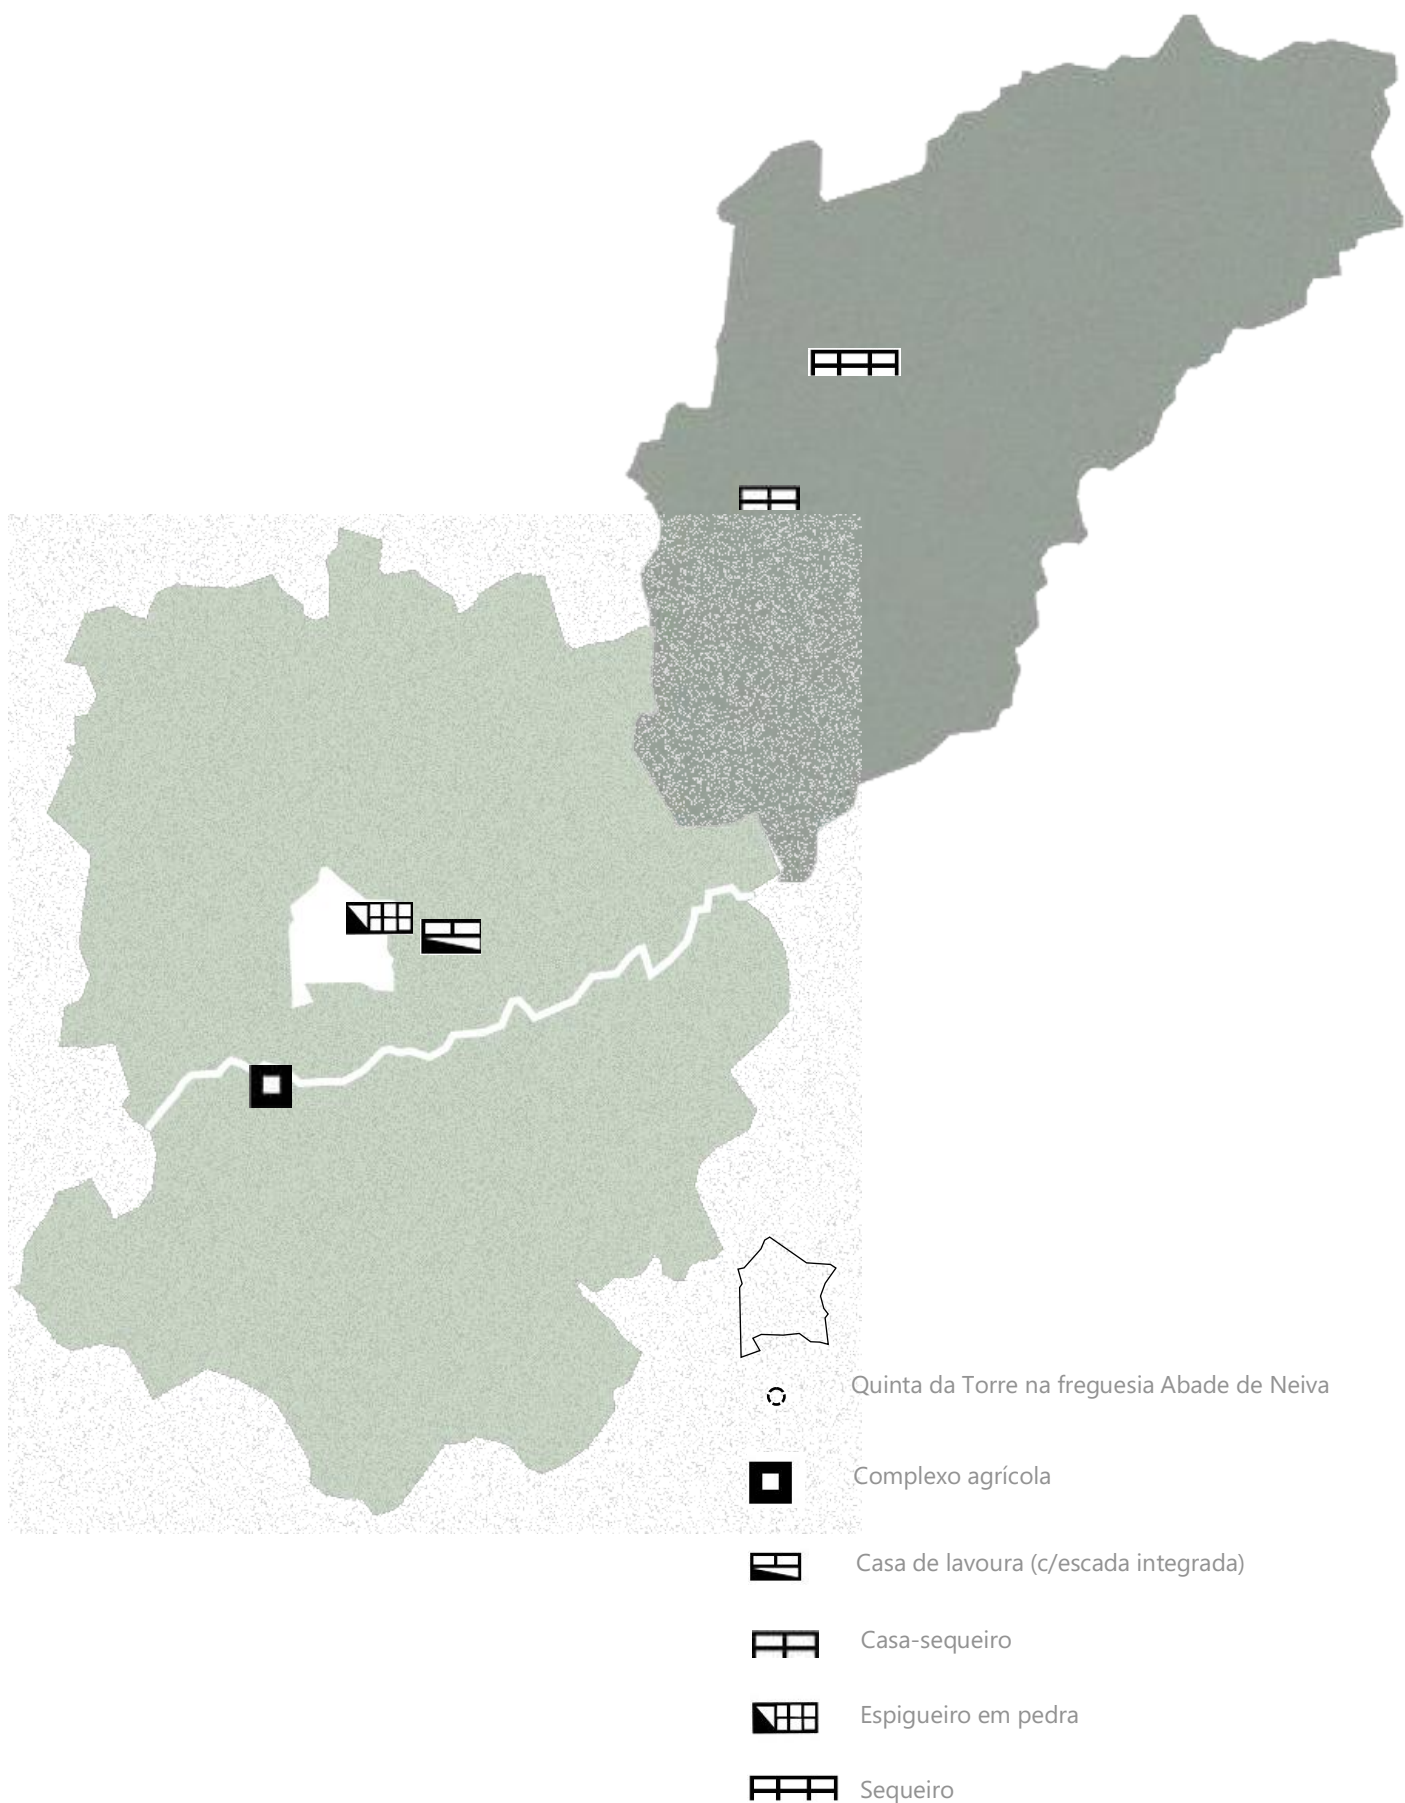 Quinta da Torre na freguesia Abade de Neiva
Complexo agrícola
Casa de lavoura (c/escada integrada)
Casa-sequeiro
Espigueiro em pedra
Sequeiro